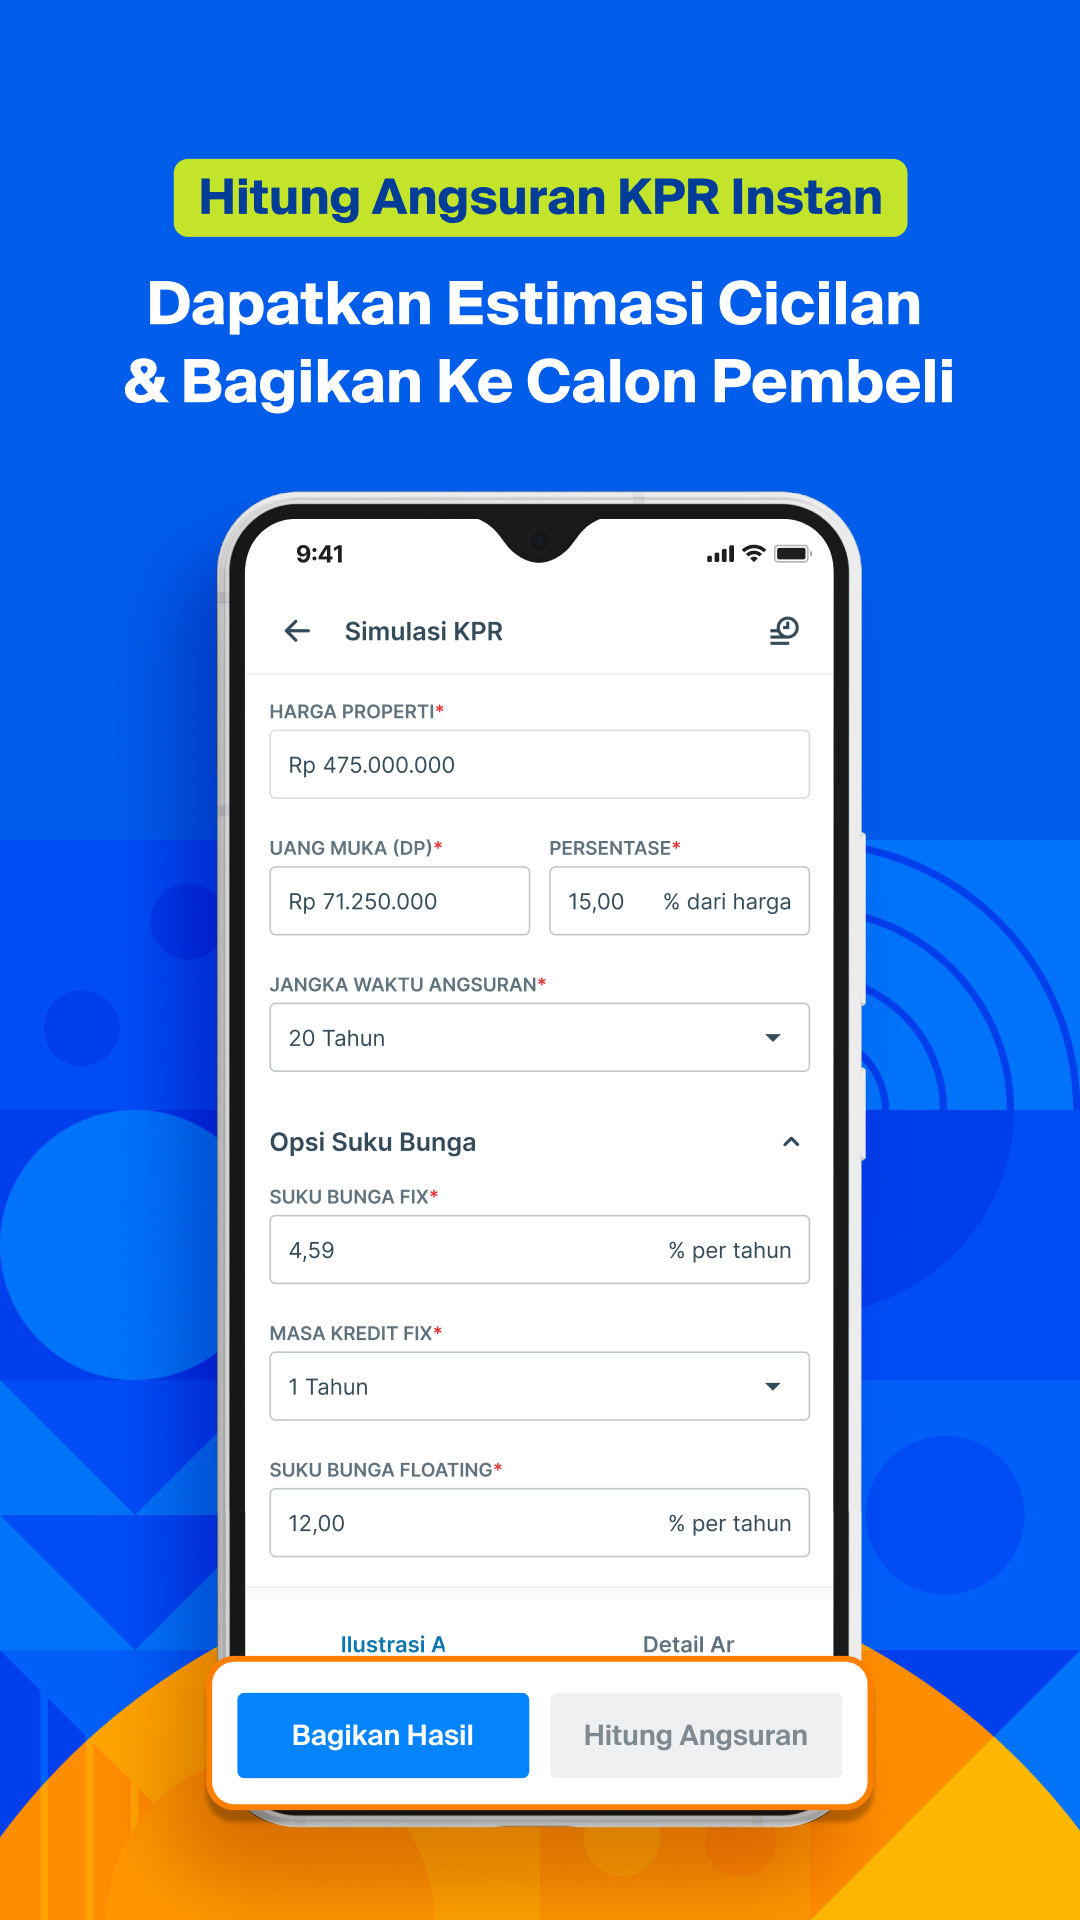 Hitung Angsuran KPR Instan
Dapatkan Estimasi Cicilan
& Bagikan Ke Calon Pembeli
9:41
Simulasi KPR
HARGA PROPERTI*
Rp 475.000.000
UANG MUKA (DP)* PERSENTASE*
Rp 71.250.000 15,00 % dari harga
JANGKA WAKTU ANGSURAN*
20 Tahun
Opsi Suku Bunga
SUKU BUNGA FIX*
4,59 % per tahun
MASA KREDIT FIX*
1 Tahun
SUKU BUNGA FLOATING*
12,00 % per tahun
Ilustrasi A Detail Ar
Bagikan Hasil Hitung Angsuran